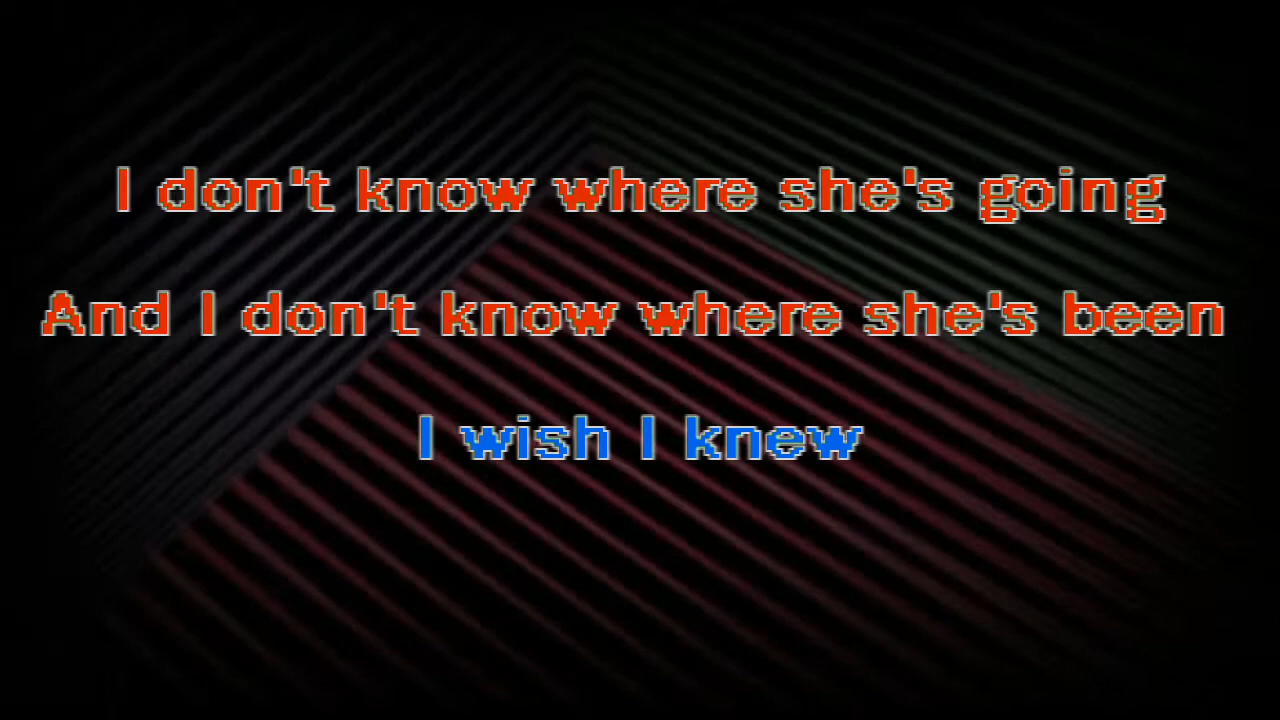 I don't know where she's going
And I don't know where she's been
I wish I knew